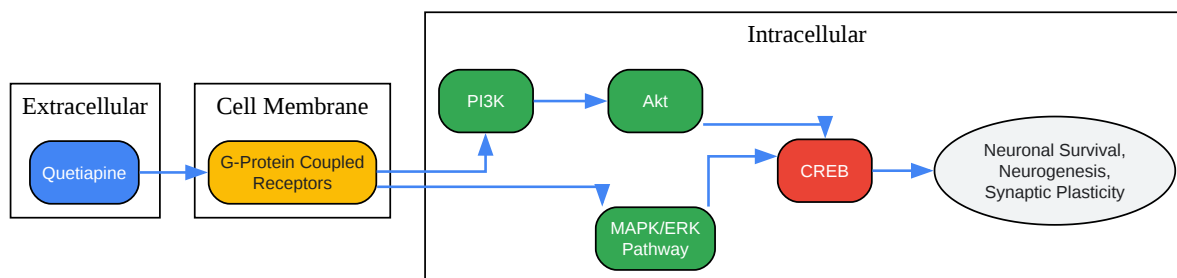 Extracellular
Quetiapine
Cell Membrane
G-Protein Coupled
Receptors
Intracellular
PI3K
Akt
MAPK/ERK
Pathway
CREB
Neuronal Survival,
Neurogenesis,
Synaptic Plasticity